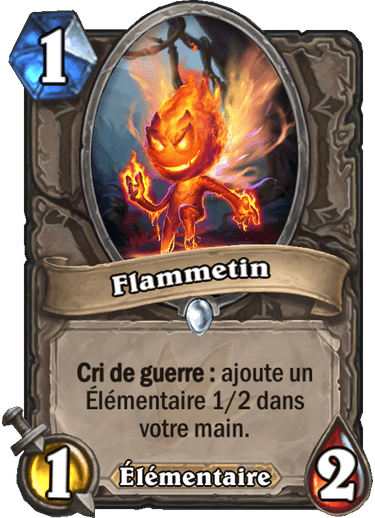 1
Flammetin
Cri de guerre : ajoute un
Élémentaire 1/2 dans
votre main.
1
Élémentaire
2